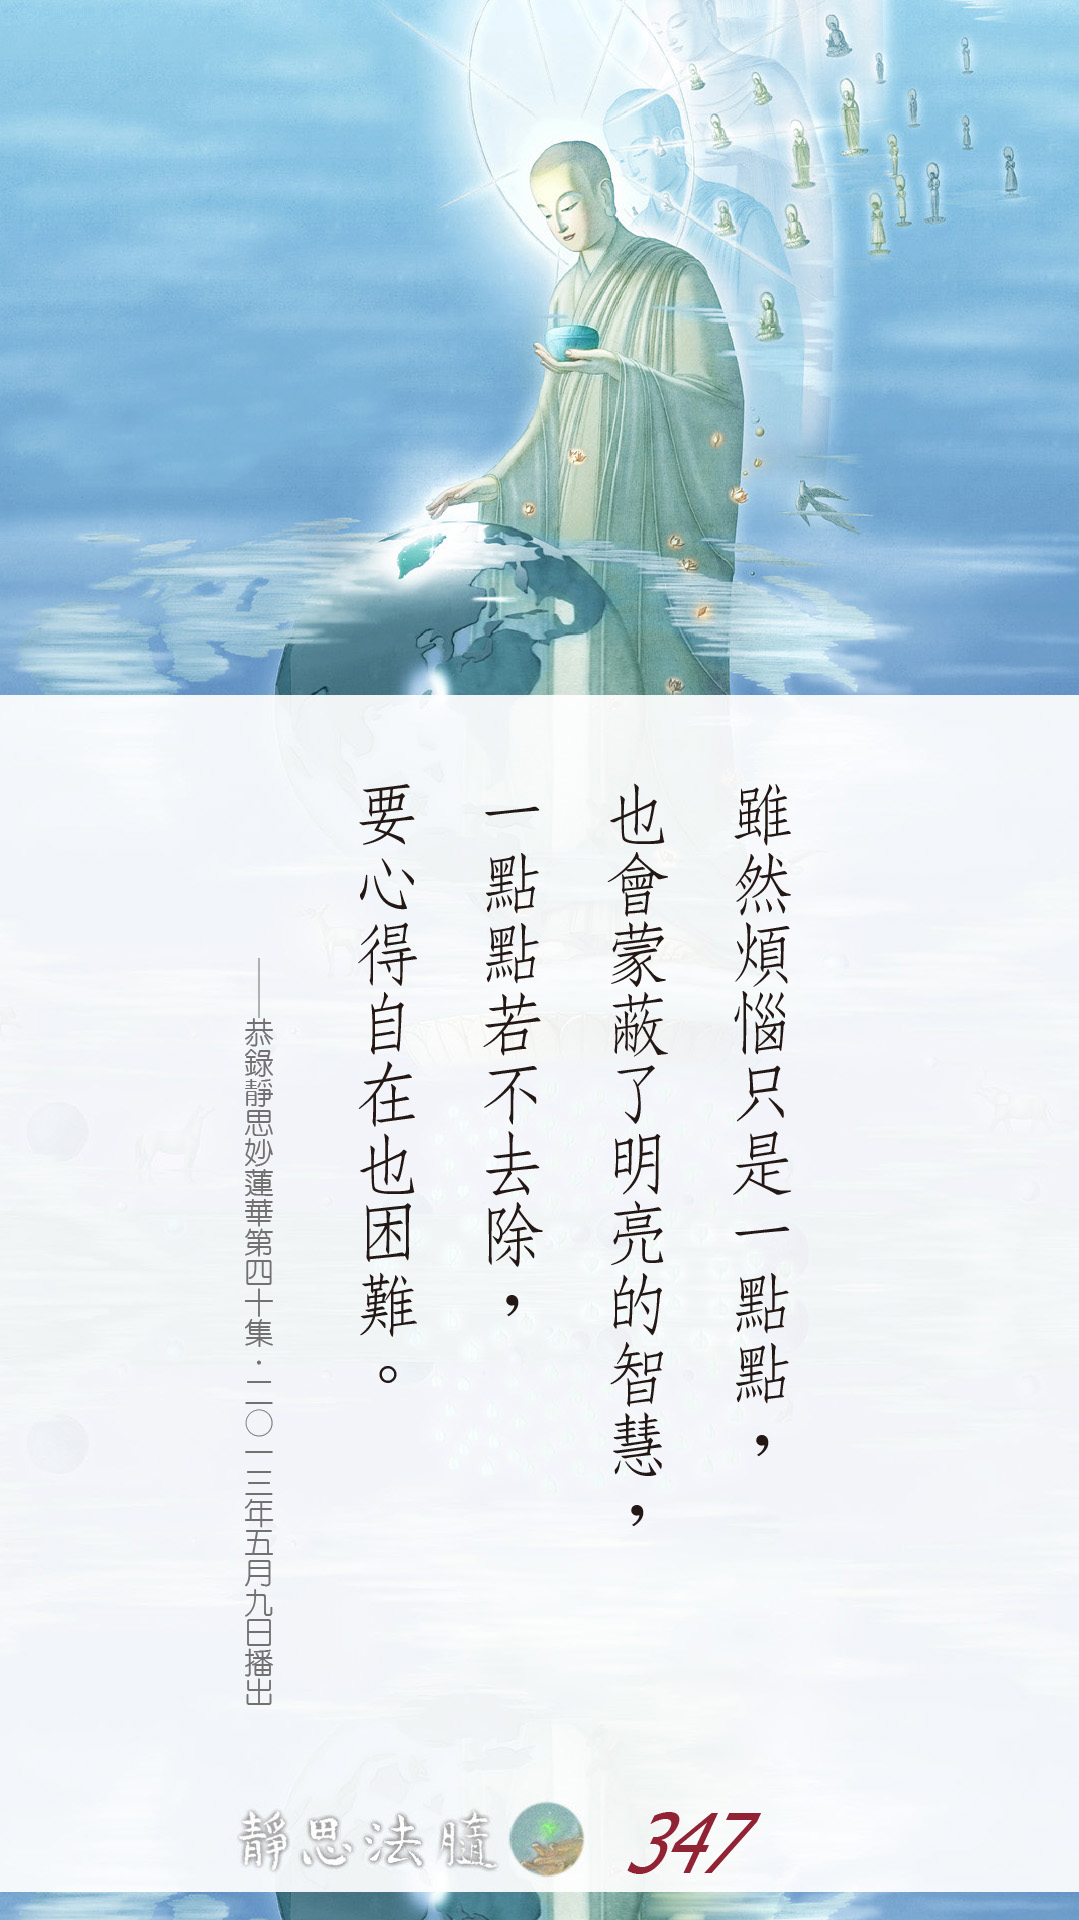 雖然煩惱只是一點點，
也會蒙蔽了明亮的智慧，
一點點若不去除，
要心得自在也困難。
——恭錄靜思妙蓮華第四十集・二〇一三年五月九日播出
靜思法髓
347